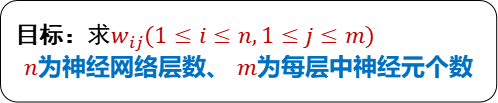 目标：求w_{ij}(1 ≤ i ≤ n, 1 ≤ j ≤ m)
n为神经网络层数、 m为每层中神经元个数